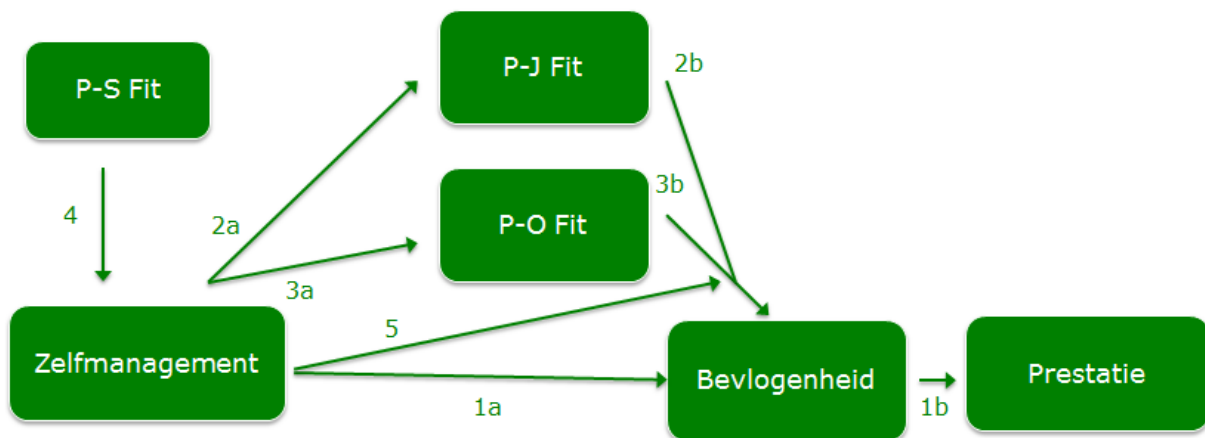 P-S Fit
P-J Fit
2b
P-O Fit
3b
4
2a
3a
5
Zelfmanagement
1a
Bevlogenheid
1b
Prestatie